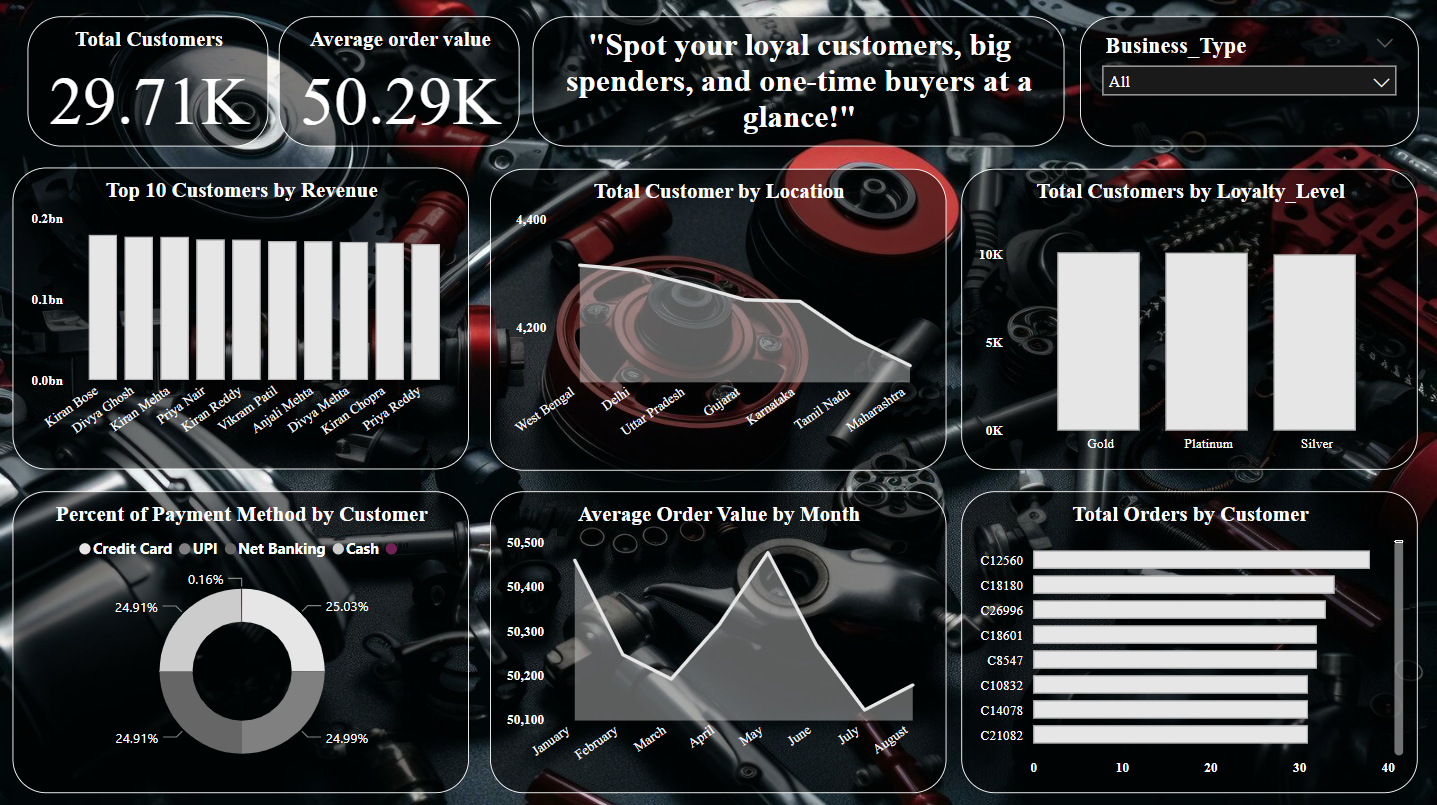 Total Customers
29.71K
Average order value
50.29K
"Spot your loyal customers, big
spenders, and one-time buyers at a
glance!"
Business_Type
All
Top 10 Customers by Revenue
0.2bn
0.1bn
0.0bn
Kiran Bose
Divya Ghosh
Kiran Mehta
Priya Nair
Kiran Reddy
Vikram Patil
Anjali Mehta
Divya Mehta
Kiran Chopra
Priya Reddy
Total Customer by Location
4,400
4,200
West Bengal
Delhi
Uttar Pradesh
Gujarat
Karnataka
Tamil Nadu
Maharashtra
Total Customers by Loyalty_Level
10K
5K
0K
Gold
Platinum
Silver
Percent of Payment Method by Customer
Credit Card UPI Net Banking Cash
0.16%
24.91%
25.03%
24.91%
24.99%
Average Order Value by Month
50,500
50,400
50,300
50,200
50,100
January
February
March
April
May
June
July
August
Total Orders by Customer
C12560
C18180
C26996
C18601
C8547
C10832
C14078
C21082
0 10 20 30 40